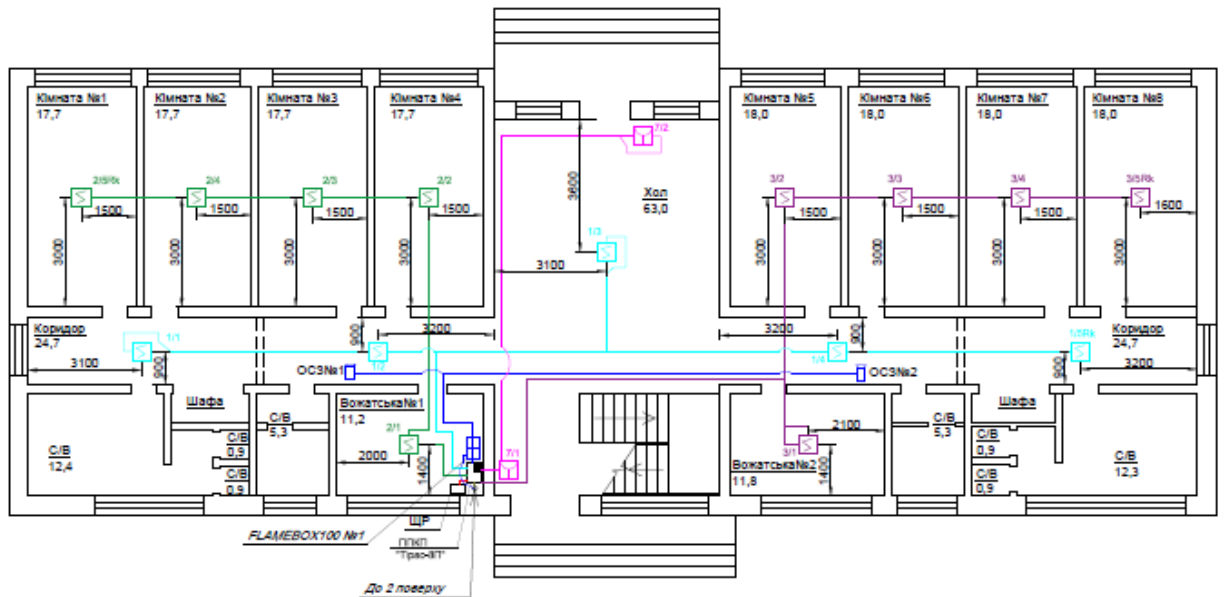 Кімната №1
17,7
Кімната №2
17,7
Кімната №3
17,7
Кімната №4
17,7
Кімната №5
18,0
Кімната №6
18,0
Кімната №7
18,0
Кімната №8
18,0
7/2
2/5Rk
2/4
2/3
2/2
3/2
3/3
3/4
3/5Rk
Хол
63,0
1500
1500
1500
1500
1500
1500
1500
1600
3000
3000
3000
3000
3600
3000
3000
3000
3000
1/3
3100
Коридор
24,7
3100
1/1
900
900
3200
1/2
3200
900
1/4
1/5Rk
900
Коридор
24,7
3200
ОСЗ№1
ОСЗ№2
Шафа
С/В
5,3
Вожатська№1
11,2
2/1
2000
1400
С/В
12,4
С/В
0,9
С/В
0,9
7/1
2100
3/1
1400
Вожатська№2
11,8
С/В
5,3
Шафа
С/В
0,9
С/В
0,9
С/В
12,3
FLAMEBOX100 №1
ЩР
ППКП
До 2 поверху